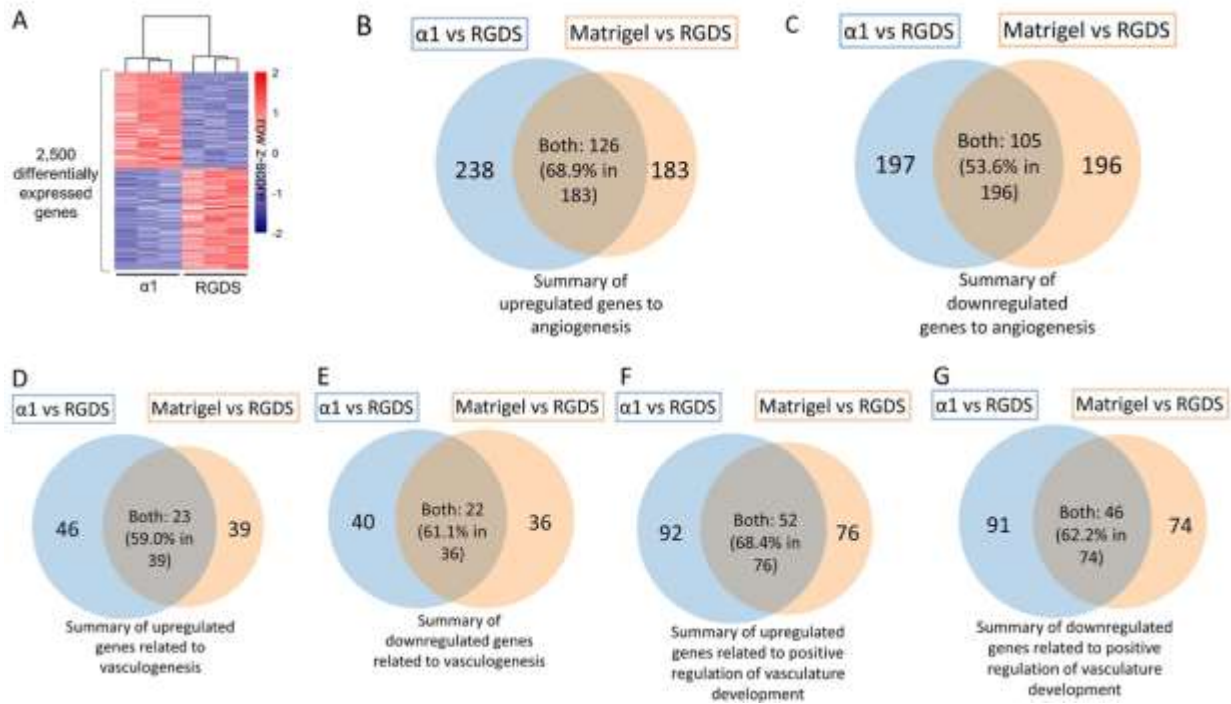 A
2
1
0
-1
-2
row z-score
2,500
differentially
expressed
genes
α1
RGDS
B
α1 vs RGDS
Matrigel vs RGDS
238
Both: 126
(68.9% in
183)
183
Summary of
upregulated genes to
angiogenesis
C
α1 vs RGDS
Matrigel vs RGDS
197
Both: 105
(53.6% in
196)
196
Summary of
downregulated
genes to angiogenesis
D
α1 vs RGDS
Matrigel vs RGDS
46
Both: 23
(59.0% in
39)
39
Summary of upregulated
genes related to
vasculogenesis
E
α1 vs RGDS
Matrigel vs RGDS
40
Both: 22
(61.1% in
36)
36
Summary of
downregulated genes
related to vasculogenesis
F
α1 vs RGDS
Matrigel vs RGDS
92
Both: 52
(68.4% in
76)
76
Summary of upregulated
genes related to positive
regulation of vasculature
development
G
α1 vs RGDS
Matrigel vs RGDS
91
Both: 46
(62.2% in
74)
74
Summary of downregulated
genes related to positive
regulation of vasculature
development